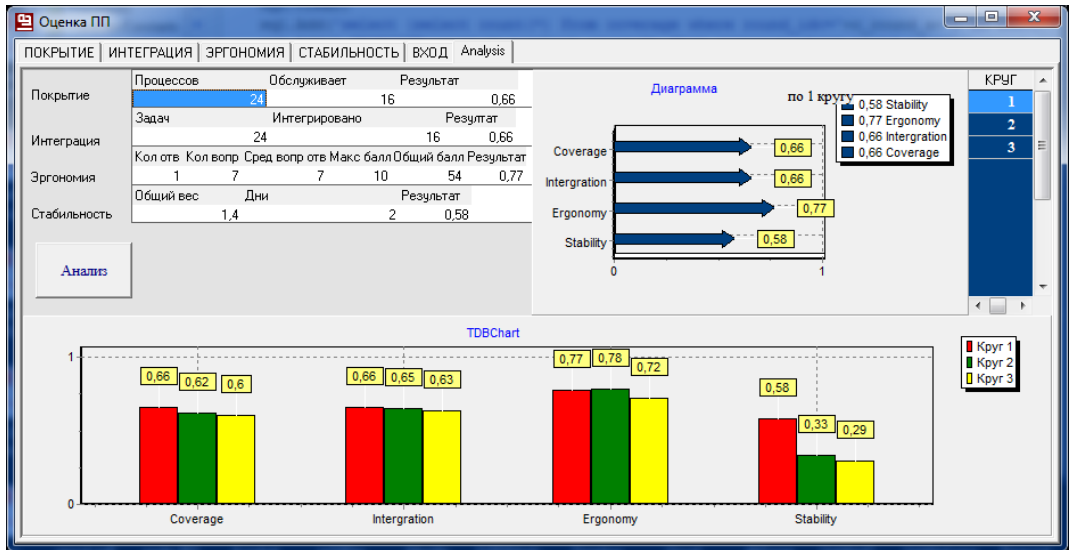 Оценка ПП
ПОКРЫТИЕ ИНТЕГРАЦИЯ ЭРГОНОМИЯ СТАБИЛЬНОСТЬ ВХОД Analysis
Покрытие
Процессов Обслуживает Результат
24 16 0,66
Интеграция
Задач Интегрировано Резултат
24 16 0,66
Эргономия
Кол отв Кол вопр Сред вопр отв Макс балл Общий балл Результат
1 7 7 10 54 0,77
Стабильность
Общий вес Дни Результат
1,4 2 0,58
Анализ
Диаграмма
по 1 кругу
0,58 Stability
0,77 Ergonomy
0,66 Intergration
0,66 Coverage
Coverage 0,66
Intergration 0,66
Ergonomy 0,77
Stability 0,58
0 1
КРУГ
1
2
3
TDBChart
1
0,66 0,62 0,6
0,66 0,65 0,63
0,77 0,78 0,72
0,58 0,33 0,29
0
Coverage Intergration Ergonomy Stability
Круг 1
Круг 2
Круг 3